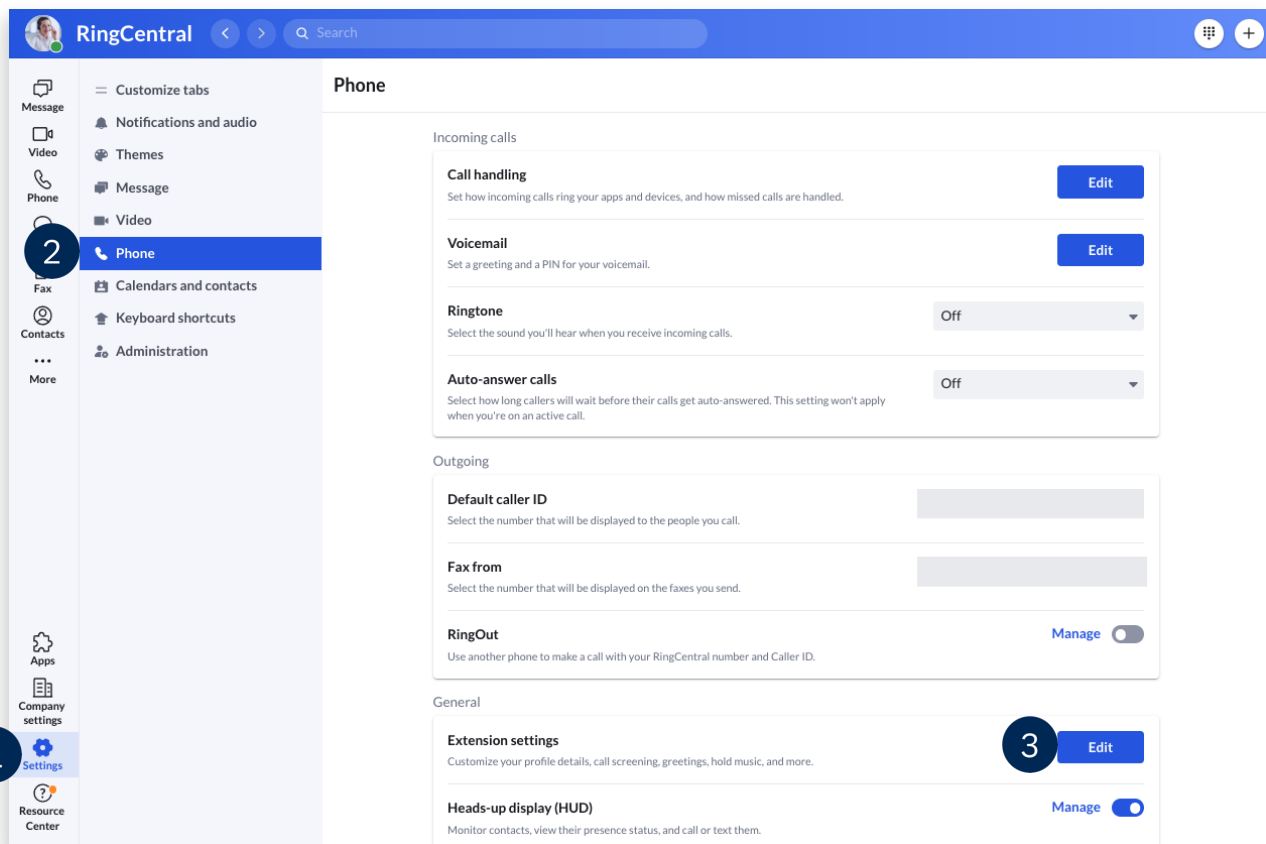 RingCentral
Search
Message
Video
Phone
Fax
Contacts
More
Apps
Company
settings
Settings
Resource
Center
Customize tabs
Notifications and audio
Themes
Message
Video
2
Phone
Calendars and contacts
Keyboard shortcuts
Administration
Phone
Incoming calls
Call handling
Edit
Set how incoming calls ring your apps and devices, and how missed calls are handled.
Voicemail
Edit
Set a greeting and a PIN for your voicemail.
Ringtone
Off
Select the sound you'll hear when you receive incoming calls.
Auto-answer calls
Off
Select how long callers will wait before their calls get auto-answered. This setting won't apply
when you're on an active call.
Outgoing
Default caller ID
Select the number that will be displayed to the people you call.
Fax from
Select the number that will be displayed on the faxes you send.
RingOut
Manage
Use another phone to make a call with your RingCentral number and Caller ID.
General
Extension settings
3
Edit
Customize your profile details, call screening, greetings, hold music, and more.
Heads-up display (HUD)
Manage
Monitor contacts, view their presence status, and call or text them.